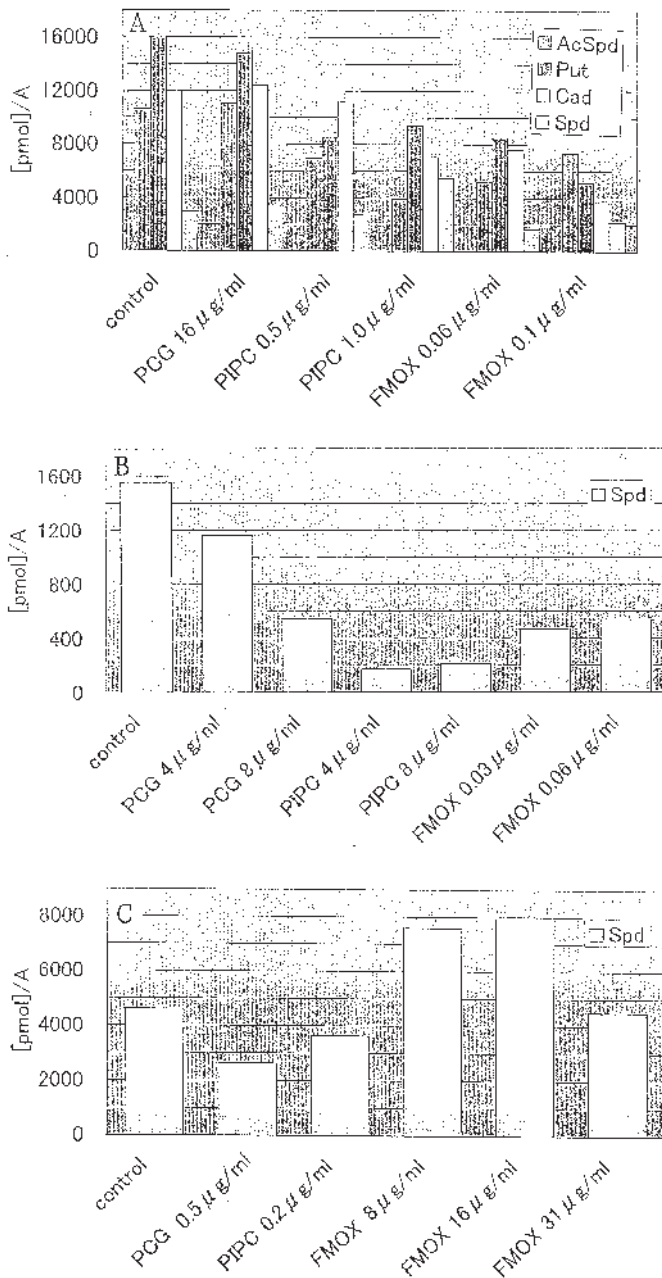 A
16000
12000
8000
4000
0
[pmol]/A
AcSpd
Put
Cad
Spd
control
PCG 16 μg/ml
PIPC 0.5 μg/ml
PIPC 1.0 μg/ml
FMOX 0.06 μg/ml
FMOX 0.1 μg/ml
B
1600
1200
800
400
0
[pmol]/A
Spd
control
PCG 4 μg/ml
PCG 8 μg/ml
PIPC 4 μg/ml
PIPC 8 μg/ml
FMOX 0.03 μg/ml
FMOX 0.06 μg/ml
C
8000
6000
4000
2000
0
[pmol]/A
Spd
control
PCG 0.5 μg/ml
PIPC 0.2 μg/ml
FMOX 8 μg/ml
FMOX 16 μg/ml
FMOX 31 μg/ml